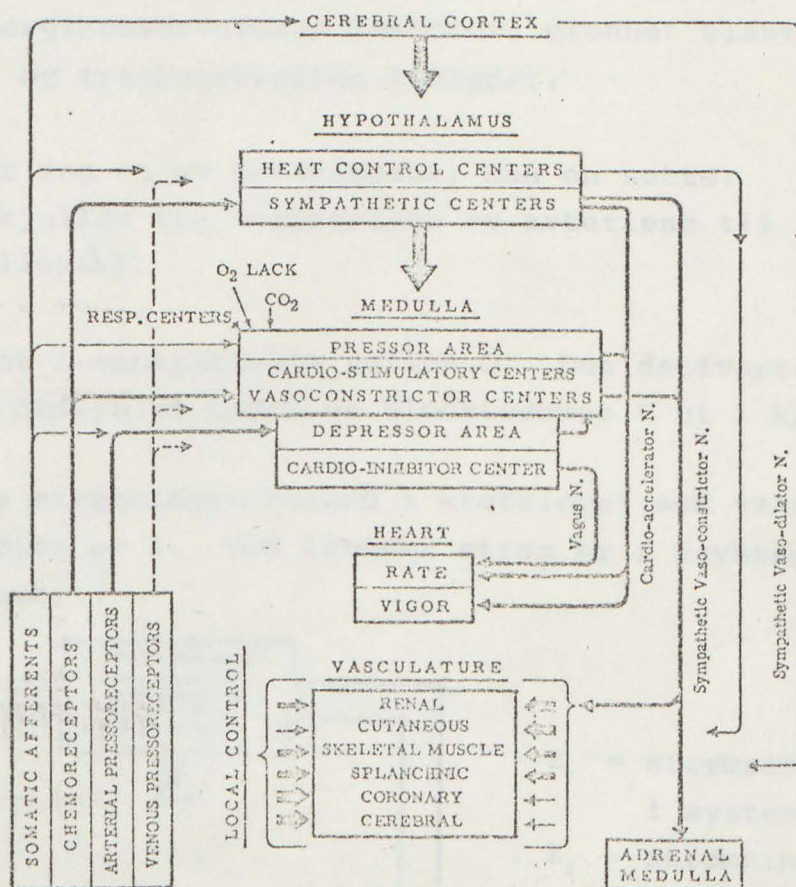 CEREBRAL CORTEX
HYPOTHALAMUS
HEAT CONTROL CENTERS
SYMPATHETIC CENTERS
O2 LACK
CO2
RESP. CENTERS
MEDULLA
PRESSOR AREA
CARDIO-STIMULATORY CENTERS
VASOCONSTRICTOR CENTERS
DEPRESSOR AREA
CARDIO-INHIBITOR CENTER
Vagus N.
Cardio-accelerator N.
Sympathetic Vaso-constrictor N.
Sympathetic Vaso-dilator N.
HEART
RATE
VIGOR
SOMATIC AFFERENTS
CHEMORECEPTORS
ARTERIAL PRESSORECEPTORS
VENOUS PRESSORECEPTORS
LOCAL CONTROL
VASCULATURE
RENAL
CUTANEOUS
SKELETAL MUSCLE
SPLANCHNIC
CORONARY
CEREBRAL
ADRENAL
MEDULLA